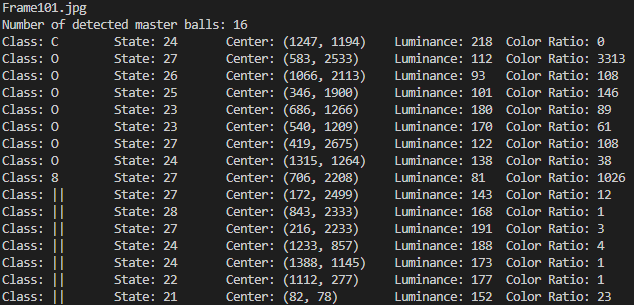 Frame101.jpg
Number of detected master balls: 16
Class: C State: 24 Center: (1247, 1194) Luminance: 218 Color Ratio: 0
Class: O State: 27 Center: (583, 2533) Luminance: 112 Color Ratio: 3313
Class: O State: 26 Center: (1066, 2113) Luminance: 93 Color Ratio: 108
Class: O State: 25 Center: (346, 1900) Luminance: 101 Color Ratio: 146
Class: O State: 23 Center: (686, 1266) Luminance: 180 Color Ratio: 89
Class: O State: 23 Center: (540, 1209) Luminance: 170 Color Ratio: 61
Class: O State: 27 Center: (419, 2675) Luminance: 122 Color Ratio: 108
Class: O State: 24 Center: (1315, 1264) Luminance: 138 Color Ratio: 38
Class: 8 State: 27 Center: (706, 2208) Luminance: 81 Color Ratio: 1026
Class: || State: 27 Center: (172, 2499) Luminance: 143 Color Ratio: 12
Class: || State: 28 Center: (843, 2333) Luminance: 168 Color Ratio: 1
Class: || State: 27 Center: (216, 2233) Luminance: 191 Color Ratio: 3
Class: || State: 24 Center: (1233, 857) Luminance: 188 Color Ratio: 4
Class: || State: 24 Center: (1388, 1145) Luminance: 173 Color Ratio: 1
Class: || State: 22 Center: (1112, 277) Luminance: 177 Color Ratio: 1
Class: || State: 21 Center: (82, 78) Luminance: 152 Color Ratio: 23